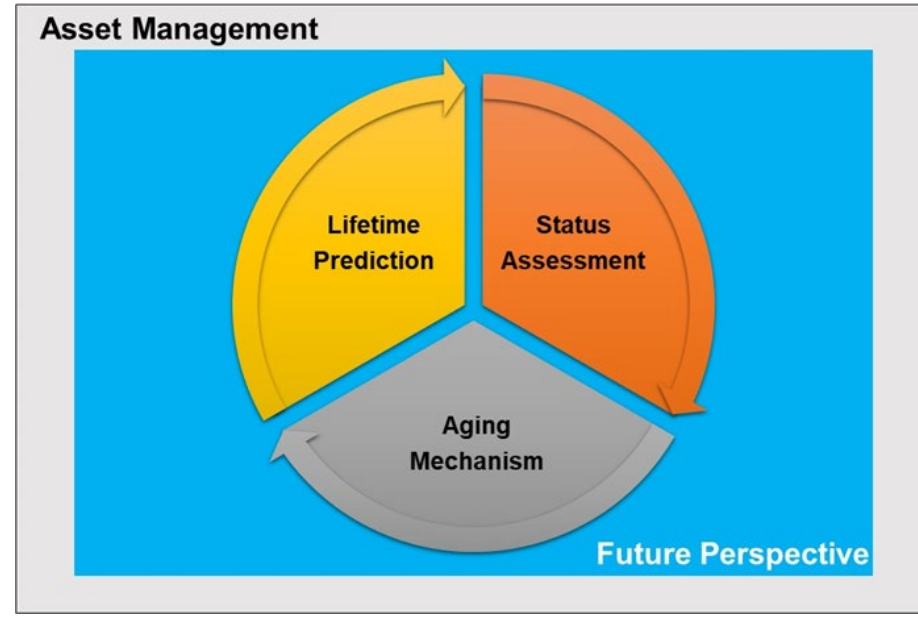 Asset Management
Lifetime
Prediction
Status
Assessment
Aging
Mechanism
Future Perspective